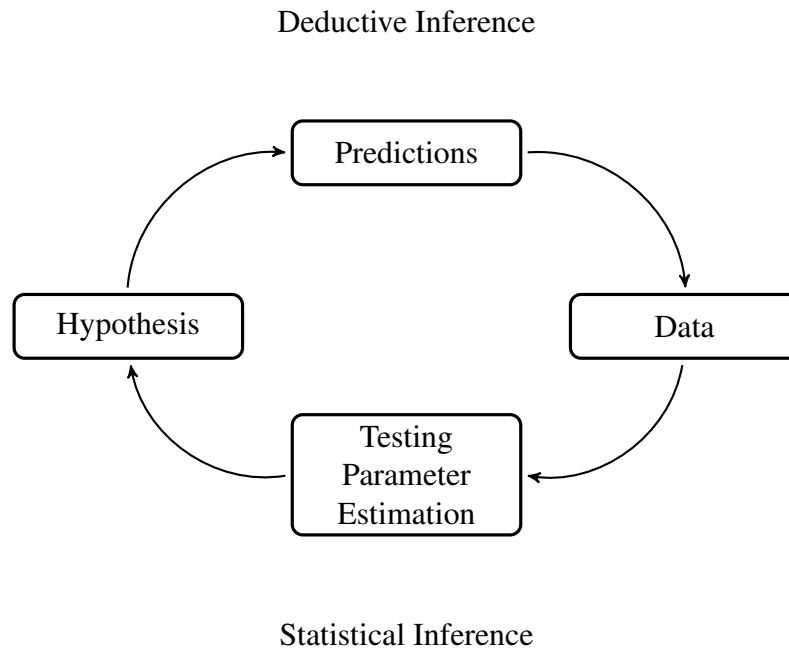 Deductive Inference
Predictions
Hypothesis
Data
Testing
Parameter
Estimation
Statistical Inference